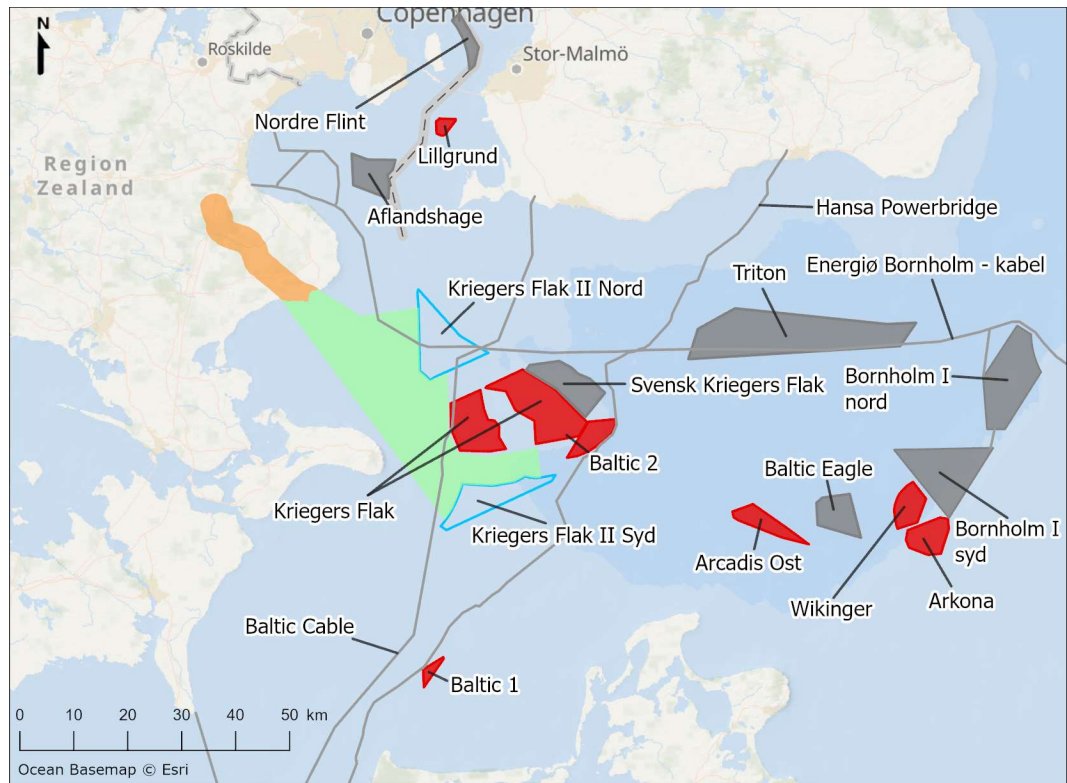 N
Copenhagen
Roskilde
Stor-Malmö
Nordre Flint
Lillgrund
Region
Zealand
Aflandshage
Hansa Powerbridge
Energiø Bornholm - kabel
Triton
Kriegers Flak II Nord
Svensk Kriegers Flak
Bornholm I
nord
Baltic 2
Baltic Eagle
Kriegers Flak
Kriegers Flak II Syd
Bornholm I
syd
Arcadis Ost
Wikinger
Arkona
Baltic Cable
Baltic 1
0 10 20 30 40 50 km
Ocean Basemap © Esri